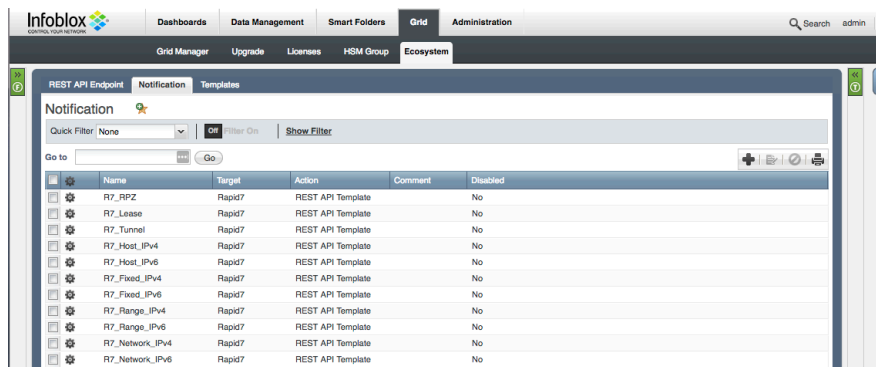 Infoblox
CONTROL YOUR NETWORK
Dashboards Data Management Smart Folders Grid Administration
Search admin
Grid Manager Upgrade Licenses HSM Group Ecosystem
REST API Endpoint Notification Templates
Notification
Quick Filter None Off Filter On Show Filter
Go to Go
Name Target Action Comment Disabled
R7_RPZ Rapid7 REST API Template No
R7_Lease Rapid7 REST API Template No
R7_Tunnel Rapid7 REST API Template No
R7_Host_IPv4 Rapid7 REST API Template No
R7_Host_IPv6 Rapid7 REST API Template No
R7_Fixed_IPv4 Rapid7 REST API Template No
R7_Fixed_IPv6 Rapid7 REST API Template No
R7_Range_IPv4 Rapid7 REST API Template No
R7_Range_IPv6 Rapid7 REST API Template No
R7_Network_IPv4 Rapid7 REST API Template No
R7_Network_IPv6 Rapid7 REST API Template No